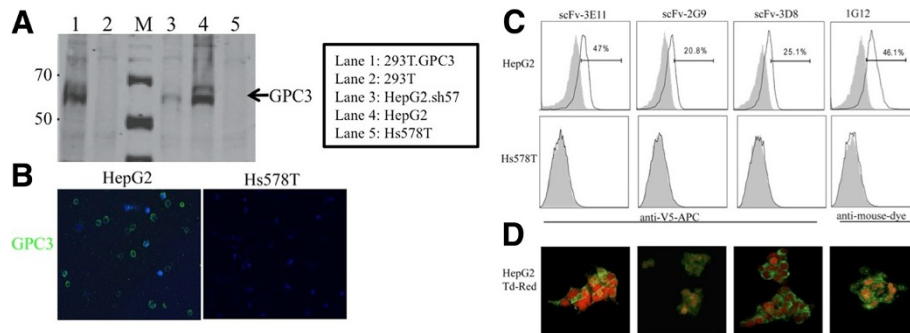 A
1 2 M 3 4 5
70
50
GPC3
Lane 1: 293T.GPC3
Lane 2: 293T
Lane 3: HepG2.sh57
Lane 4: HepG2
Lane 5: Hs578T
B
HepG2 Hs578T
GPC3
C
scFv-3E11 scFv-2G9 scFv-3D8 1G12
HepG2
47% 20.8% 25.1% 46.1%
Hs578T
anti-V5-APC anti-mouse-dye
D
HepG2
Td-Red